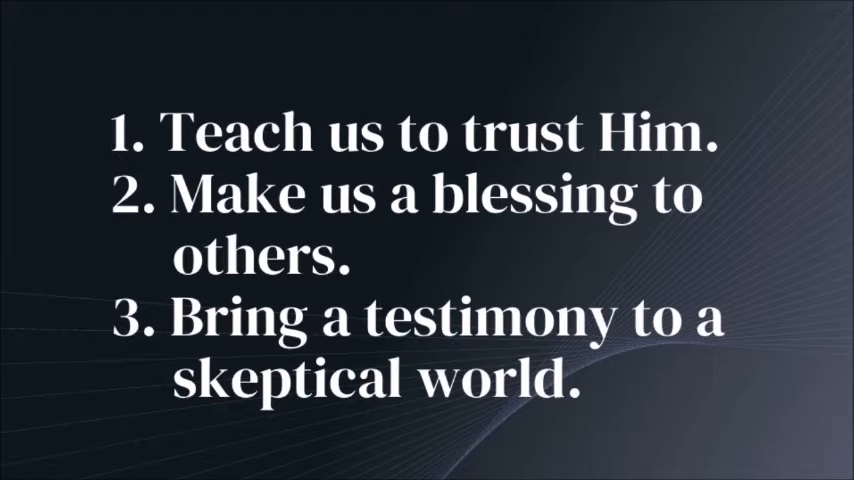 1. Teach us to trust Him.
2. Make us a blessing to
others.
3. Bring a testimony to a
skeptical world.